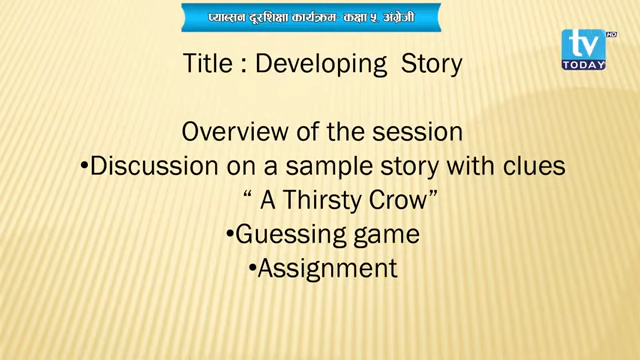 प्याब्सन दूरशिक्षा कार्यक्रमः कक्षा ५, अंग्रेजी
tv HD
TODAY
Title : Developing Story
Overview of the session
•Discussion on a sample story with clues
“ A Thirsty Crow”
•Guessing game
•Assignment